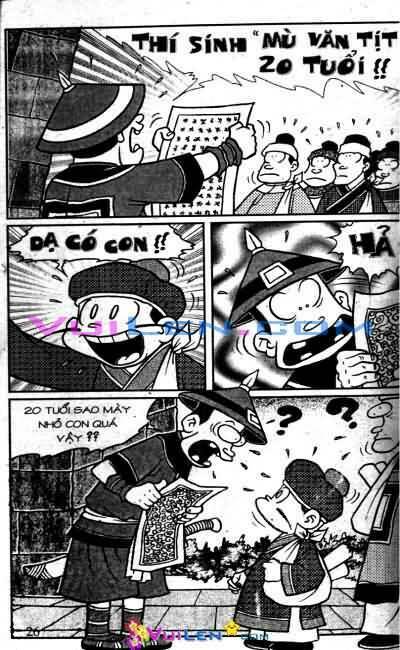 THÍ SINH "MÙ VĂN TỊT
20 TUỔI !!
DẠ CÓ CON !!
HẢ
VuiLen.com
20 TUỔI SAO MÀY
NHỎ CON QUÁ
VẬY ??
? ?
26
VUILEN.com